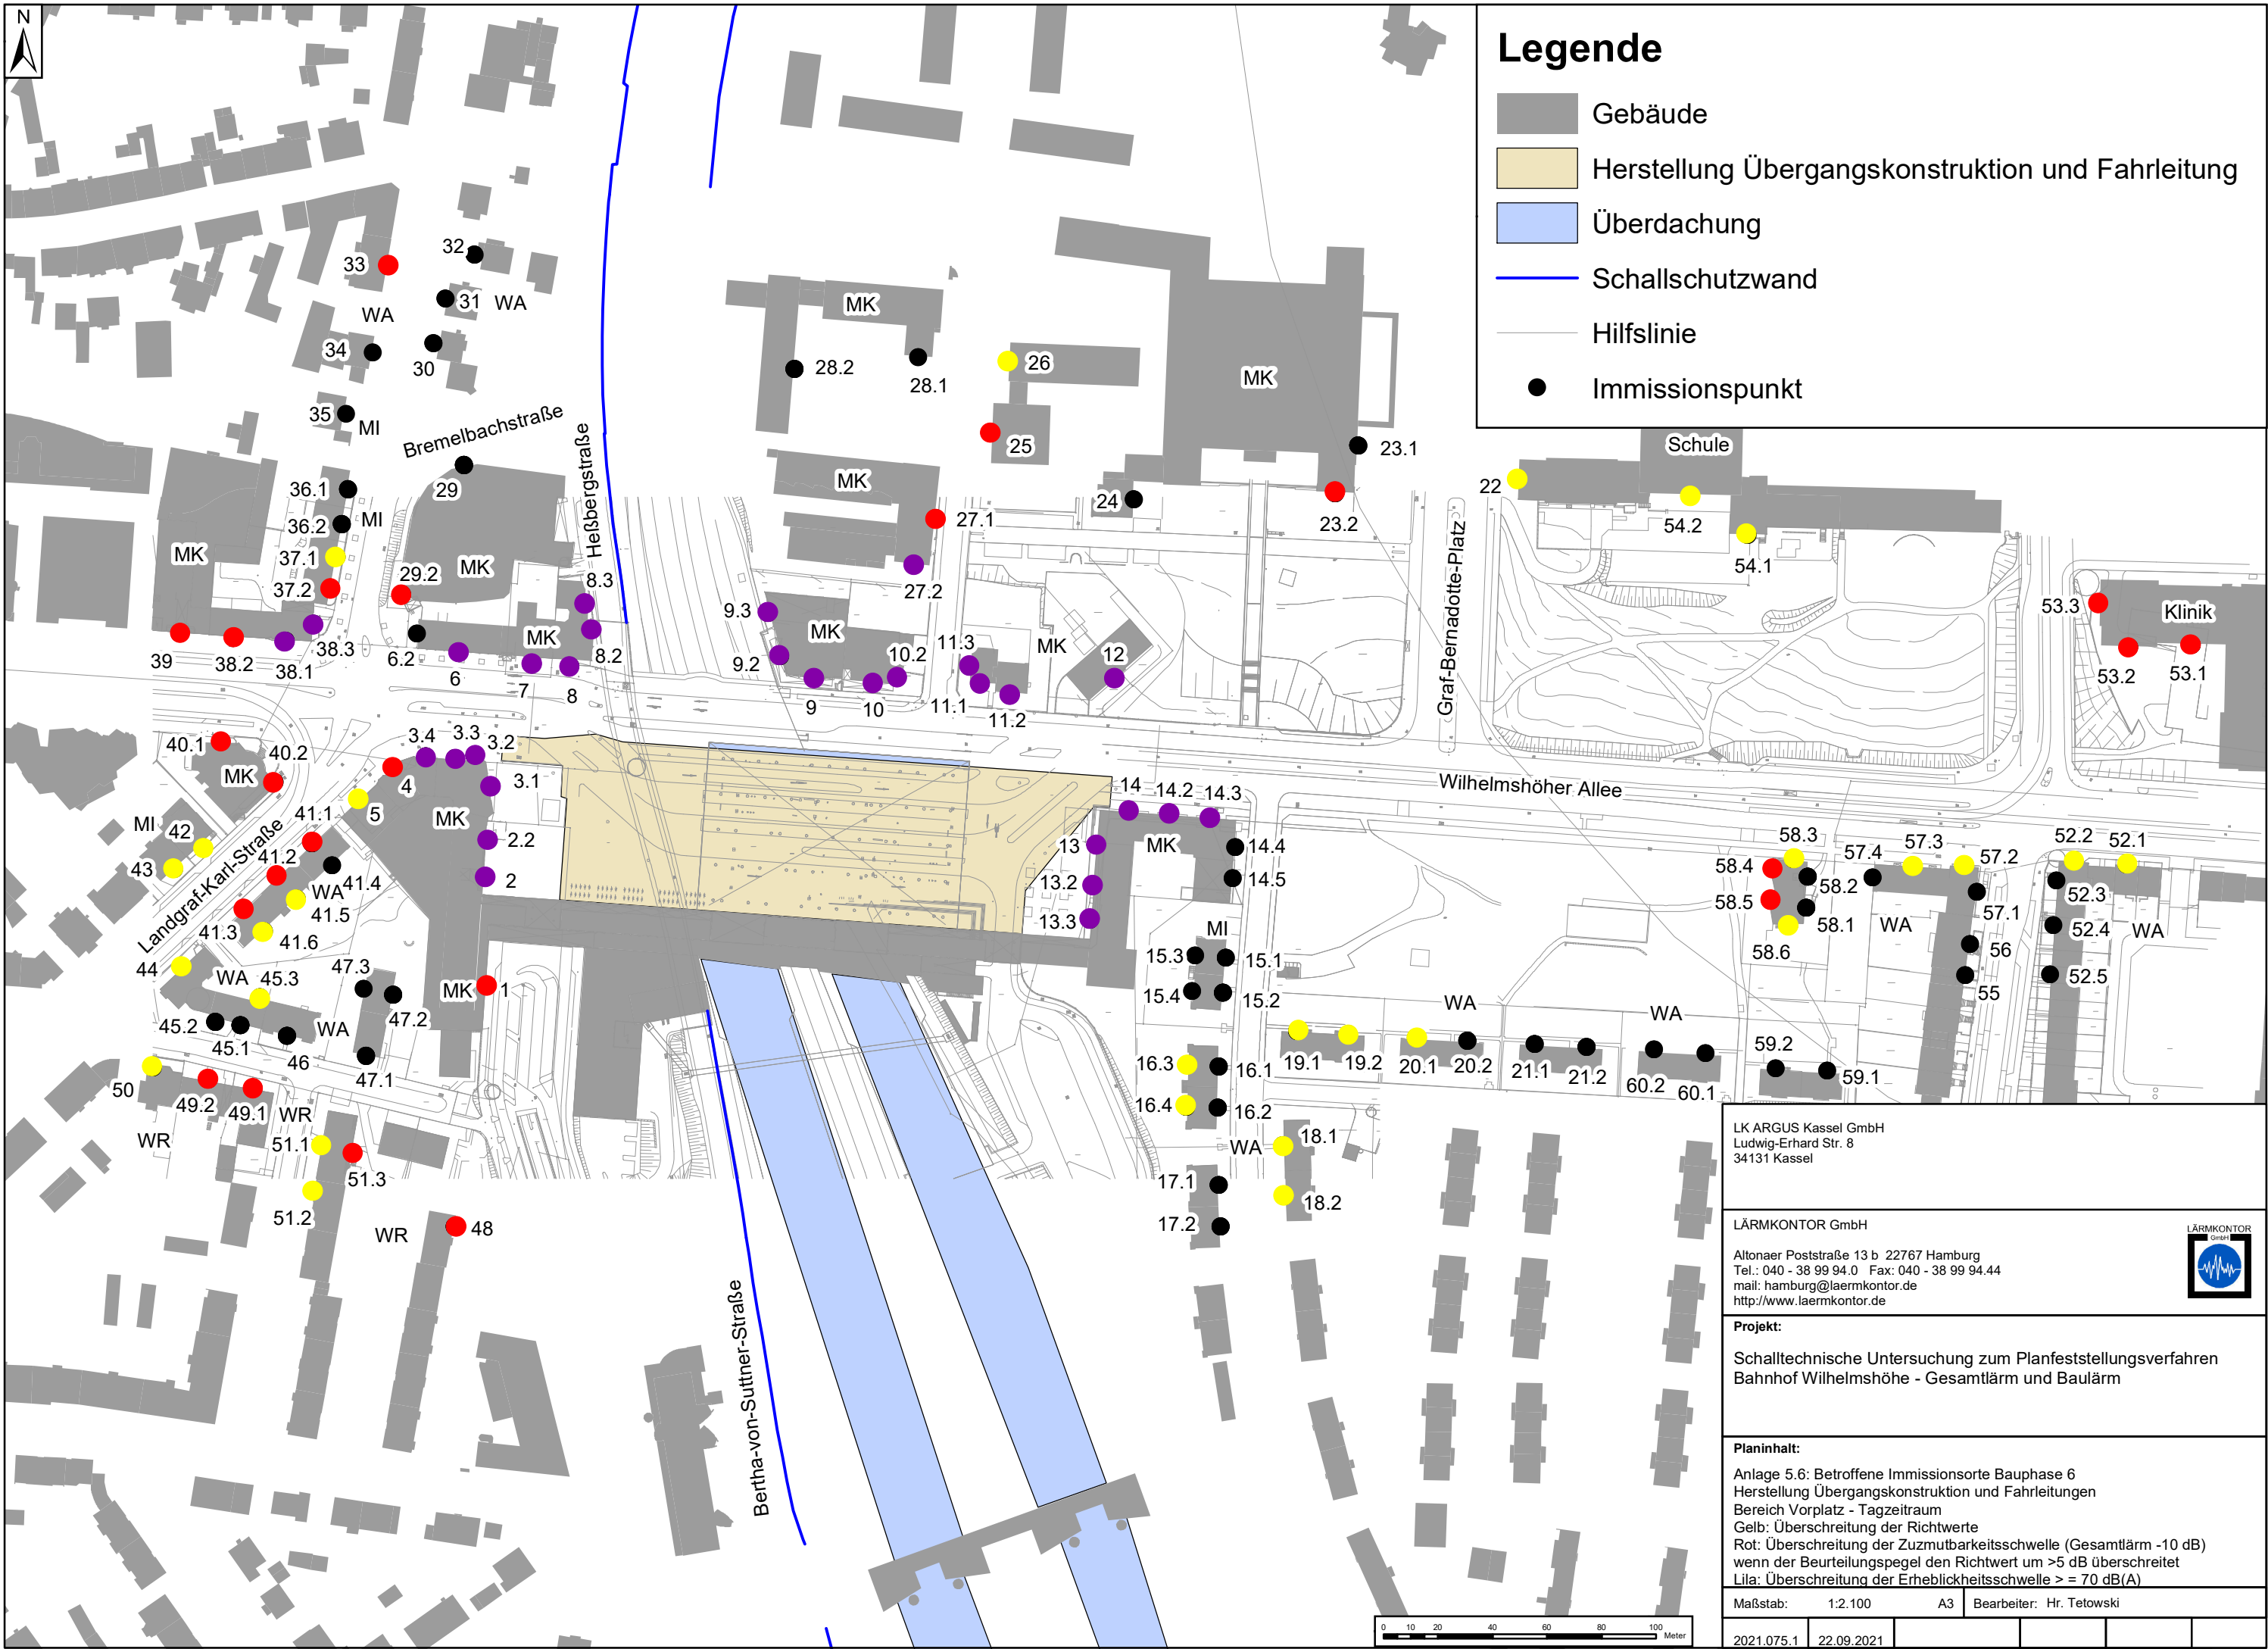 N
Legende
Gebäude
Herstellung Übergangskonstruktion und Fahrleitung
Überdachung
Schallschutzwand
Hilfslinie
Immissionspunkt
32
33
31
WA
WA
MK
34
30
28.2
28.1
26
MK
35
MI
Bremelbachstraße
25
23.1
Schule
29
Heßbergstraße
MK
22
36.1
36.2
MI
24
27.1
23.2
54.2
MK
37.1
29.2
MK
8.3
37.2
27.2
Graf-Bernadotte-Platz
54.1
9.3
53.3
Klinik
MK
MK
11.3
MK
39
38.2
38.1
38.3
6.2
6
7
8
8.2
9.2
10.2
12
53.2
53.1
9
10
11.1
11.2
3.4
3.3
3.2
40.1
40.2
MK
4
3.1
Wilhelmshöher Allee
14
14.2
14.3
5
41.1
MK
MI
42
2.2
13
MK
14.4
58.3
57.3
52.2
52.1
43
41.2
58.4
57.4
57.2
Landgraf-Karl-Straße
WA
41.4
2
13.2
14.5
58.2
52.3
41.5
58.5
57.1
41.3
41.6
13.3
MI
58.1
WA
52.4
WA
58.6
56
44
WA
45.3
47.3
15.3
15.1
55
52.5
MK
1
15.4
15.2
47.2
WA
WA
45.2
45.1
46
WA
47.1
59.2
16.3
16.1
19.1
19.2
20.1
20.2
21.1
21.2
60.2
60.1
59.1
50
49.2
49.1
WR
16.4
16.2
WR
51.1
WA
18.1
51.3
17.1
51.2
18.2
WR
48
17.2
Bertha-von-Suttner-Straße
LK ARGUS Kassel GmbH
Ludwig-Erhard Str. 8
34131 Kassel
LÄRMKONTOR GmbH
Altonaer Poststraße 13 b 22767 Hamburg
Tel.: 040 - 38 99 94.0 Fax: 040 - 38 99 94.44
mail: hamburg@laermkontor.de
http://www.laermkontor.de
LÄRMKONTOR
GmbH
Projekt:
Schalltechnische Untersuchung zum Planfeststellungsverfahren
Bahnhof Wilhelmshöhe - Gesamtlärm und Baulärm
Planinhalt:
Anlage 5.6: Betroffene Immissionsorte Bauphase 6
Herstellung Übergangskonstruktion und Fahrleitungen
Bereich Vorplatz - Tagzeitraum
Gelb: Überschreitung der Richtwerte
Rot: Überschreitung der Zuzmutbarkeitsschwelle (Gesamtlärm -10 dB)
wenn der Beurteilungspegel den Richtwert um >5 dB überschreitet
Lila: Überschreitung der Erheblickheitsschwelle > = 70 dB(A)
Maßstab: 1:2.100 A3 Bearbeiter: Hr. Tetowski
2021.075.1 22.09.2021
0 10 20 40 60 80 100
Meter